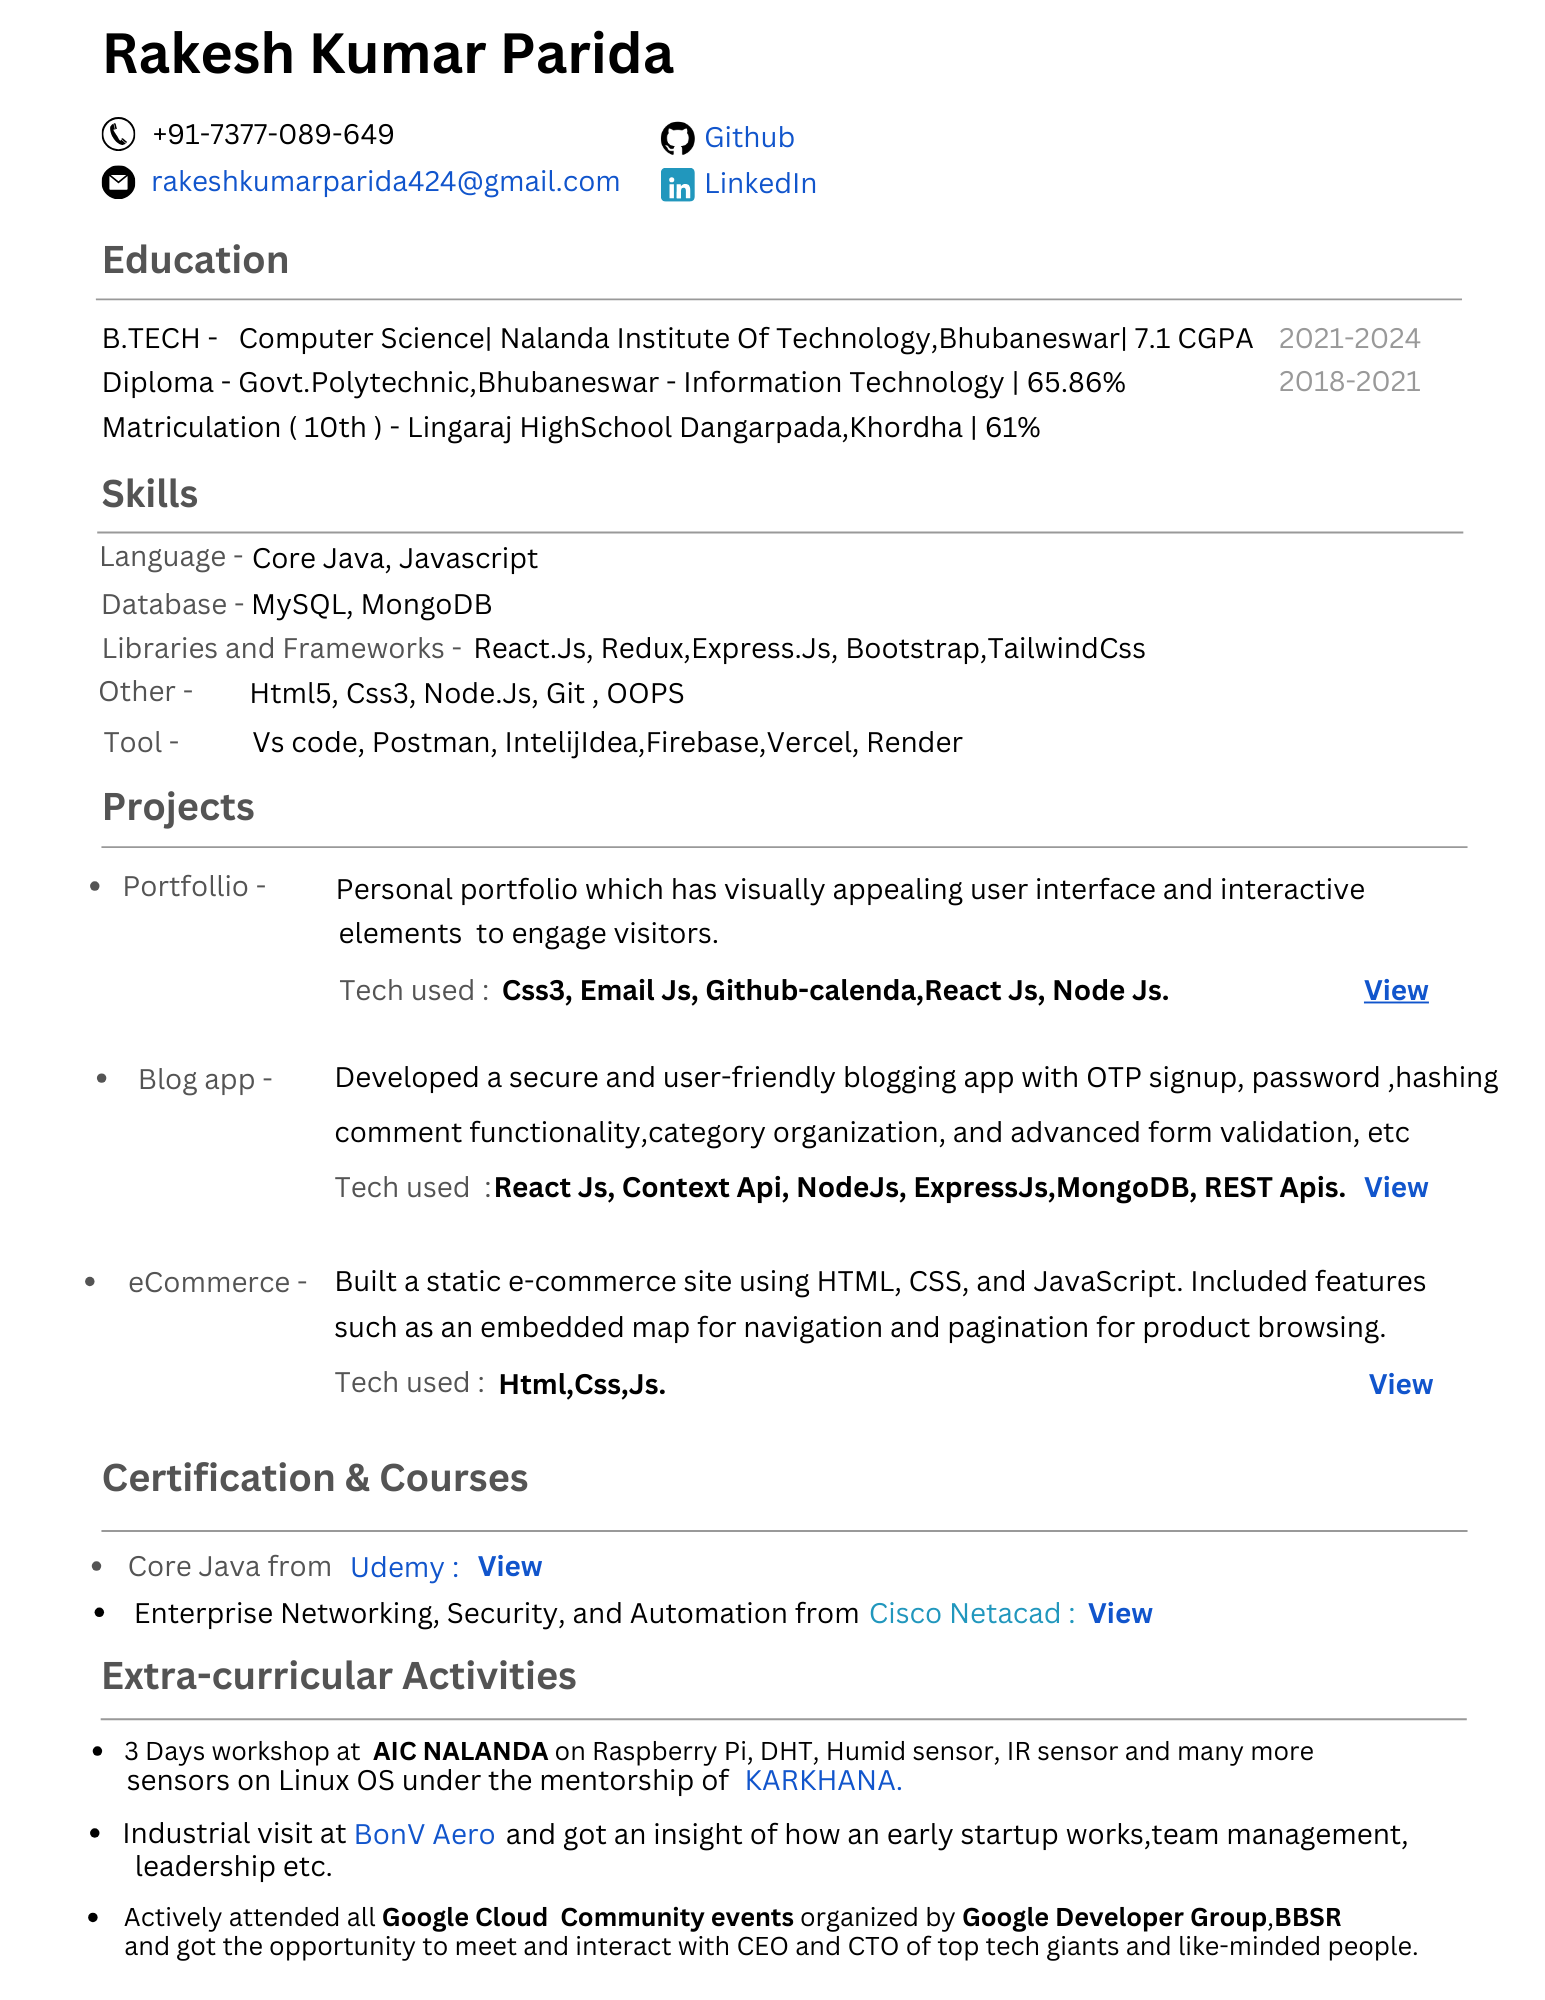 Rakesh Kumar Parida
+91-7377-089-649
Github
rakeshkumarparida424@gmail.com
LinkedIn
Education
B.TECH - Computer Science| Nalanda Institute Of Technology,Bhubaneswar| 7.1 CGPA 2021-2024
Diploma - Govt.Polytechnic,Bhubaneswar - Information Technology | 65.86% 2018-2021
Matriculation ( 10th ) - Lingaraj HighSchool Dangarpada,Khordha | 61%
Skills
Language - Core Java, Javascript
Database - MySQL, MongoDB
Libraries and Frameworks - React.Js, Redux,Express.Js, Bootstrap,TailwindCss
Other - Html5, Css3, Node.Js, Git , OOPS
Tool - Vs code, Postman, IntelijIdea,Firebase,Vercel, Render
Projects
• Portfollio - Personal portfolio which has visually appealing user interface and interactive
elements to engage visitors.
Tech used : Css3, Email Js, Github-calenda,React Js, Node Js. View
• Blog app - Developed a secure and user-friendly blogging app with OTP signup, password ,hashing
comment functionality,category organization, and advanced form validation, etc
Tech used :React Js, Context Api, NodeJs, ExpressJs,MongoDB, REST Apis. View
• eCommerce - Built a static e-commerce site using HTML, CSS, and JavaScript. Included features
such as an embedded map for navigation and pagination for product browsing.
Tech used : Html,Css,Js. View
Certification & Courses
• Core Java from Udemy : View
• Enterprise Networking, Security, and Automation from Cisco Netacad : View
Extra-curricular Activities
• 3 Days workshop at AIC NALANDA on Raspberry Pi, DHT, Humid sensor, IR sensor and many more
sensors on Linux OS under the mentorship of KARKHANA.
• Industrial visit at BonV Aero and got an insight of how an early startup works,team management,
leadership etc.
• Actively attended all Google Cloud Community events organized by Google Developer Group,BBSR
and got the opportunity to meet and interact with CEO and CTO of top tech giants and like-minded people.